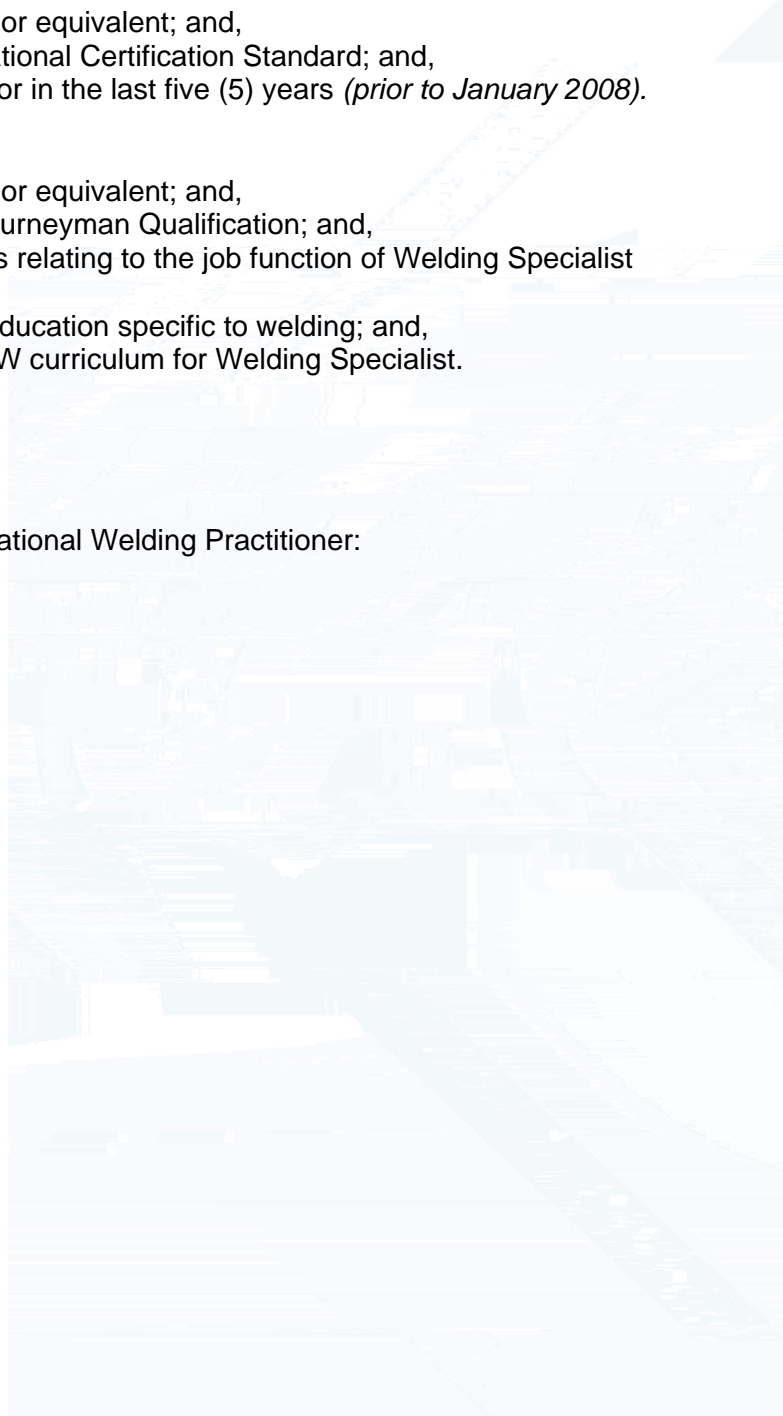 or equivalent; and,
tional Certification Standard; and,
or in the last five (5) years (prior to January 2008).
or equivalent; and,
urneyman Qualification; and,
s relating to the job function of Welding Specialist
ducation specific to welding; and,
W curriculum for Welding Specialist.
ational Welding Practitioner: